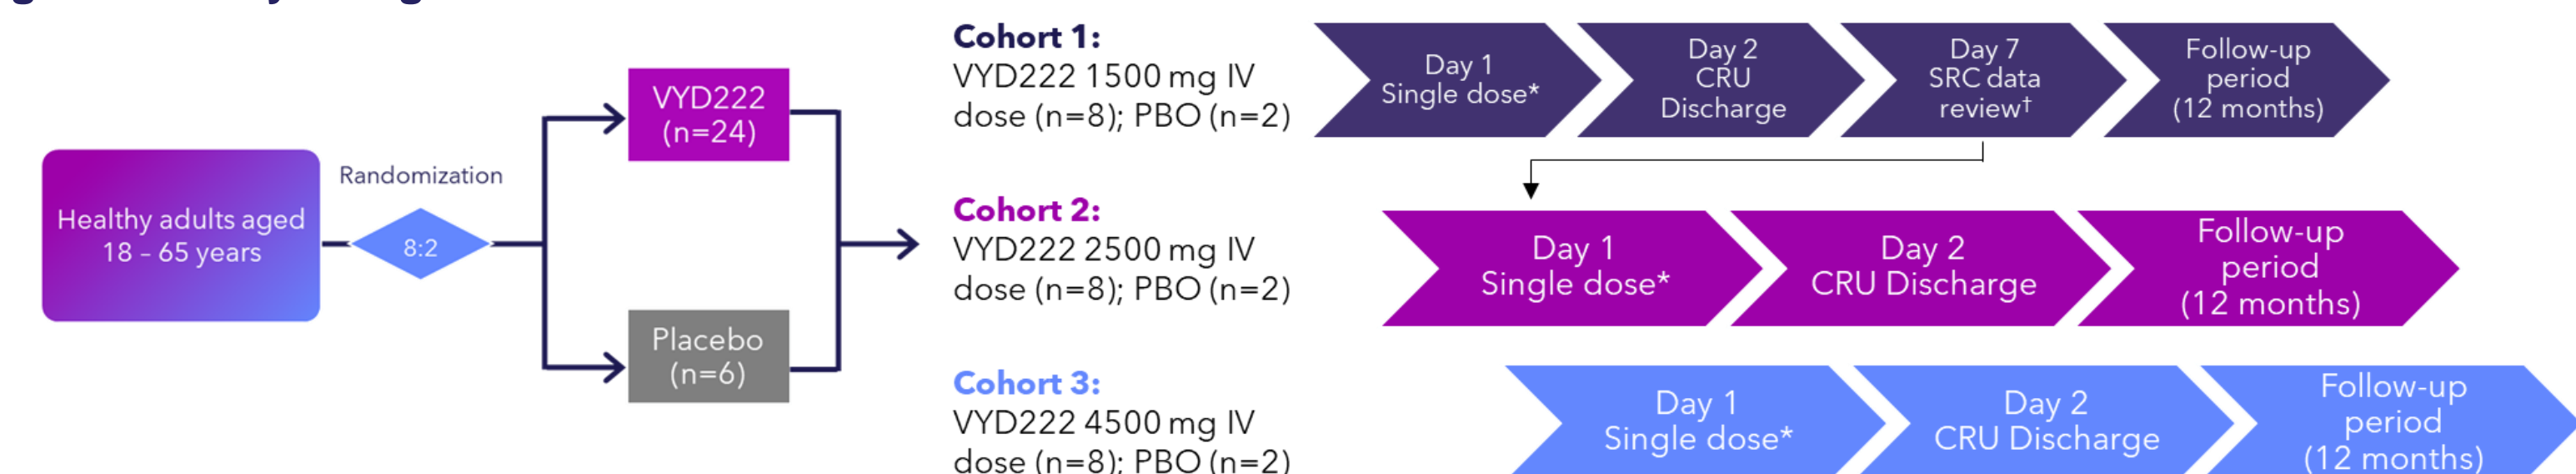 Healthy adults aged
18 – 65 years
Randomization
8:2
VYD222
(n=24)
Placebo
(n=6)
Cohort 1:
VYD222 1500 mg IV
dose (n=8); PBO (n=2)
Day 1
Single dose*
Day 2
CRU
Discharge
Day 7
SRC data
review†
Follow-up
period
(12 months)
Cohort 2:
VYD222 2500 mg IV
dose (n=8); PBO (n=2)
Day 1
Single dose*
Day 2
CRU Discharge
Follow-up
period
(12 months)
Cohort 3:
VYD222 4500 mg IV
dose (n=8); PBO (n=2)
Day 1
Single dose*
Day 2
CRU Discharge
Follow-up
period
(12 months)